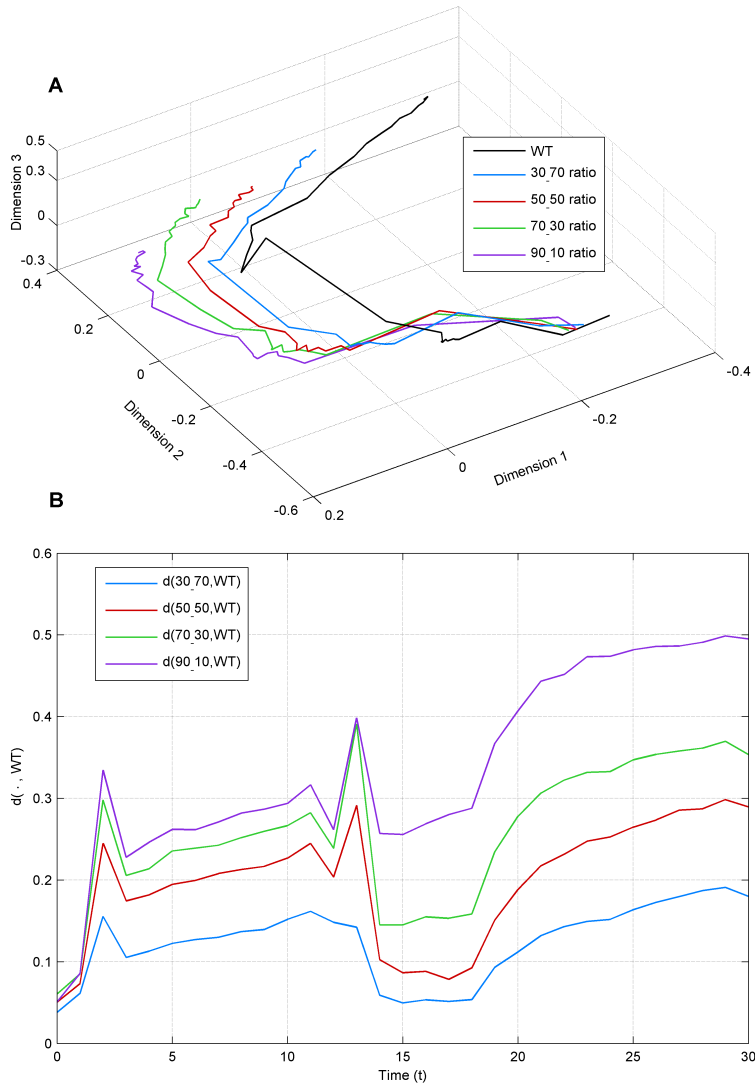 A
WT
30_70 ratio
50_50 ratio
70_30 ratio
90_10 ratio
Dimension 3
0.5
0.3
0
-0.3
0.4
0.2
0
-0.2
-0.4
-0.6
Dimension 2
0.2
0
-0.2
-0.4
Dimension 1
B
d(30_70,WT)
d(50_50,WT)
d(70_30,WT)
d(90_10,WT)
d( · , WT)
0.6
0.5
0.4
0.3
0.2
0.1
0
0 5 10 15 20 25 30
Time (t)